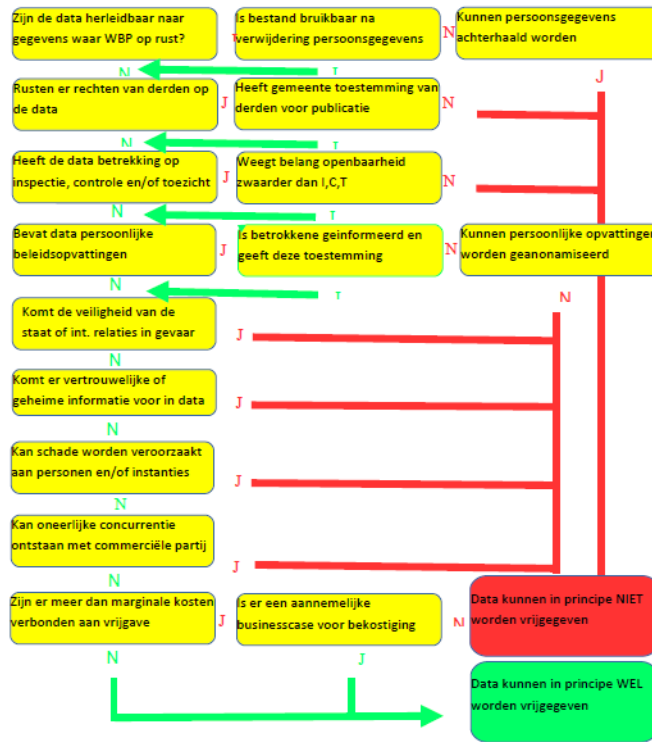 Zijn de data herleidbaar naar
gegevens waar WBP op rust?
J
Is bestand bruikbaar na
verwijdering persoonsgegevens
N
Kunnen persoonsgegevens
achterhaald worden
N
J
J
Rusten er rechten van derden op
de data
J
Heeft gemeente toestemming van
derden voor publicatie
N
N
J
Heeft de data betrekking op
inspectie, controle en/of toezicht
J
Weegt belang openbaarheid
zwaarder dan I,C,T
N
N
J
Bevat data persoonlijke
beleidsopvattingen
J
Is betrokkene geinformeerd en
geeft deze toestemming
N
Kunnen persoonlijke opvattingen
worden geanonamiseerd
N
J
N
Komt de veiligheid van de
staat of int. relaties in gevaar
J
N
Komt er vertrouwelijke of
geheime informatie voor in data
J
N
Kan schade worden veroorzaakt
aan personen en/of instanties
J
N
Kan oneerlijke concurrentie
ontstaan met commerciële partij
J
N
Zijn er meer dan marginale kosten
verbonden aan vrijgave
J
Is er een aannemelijke
businesscase voor bekostiging
N
Data kunnen in principe NIET
worden vrijgegeven
N
J
Data kunnen in principe WEL
worden vrijgegeven